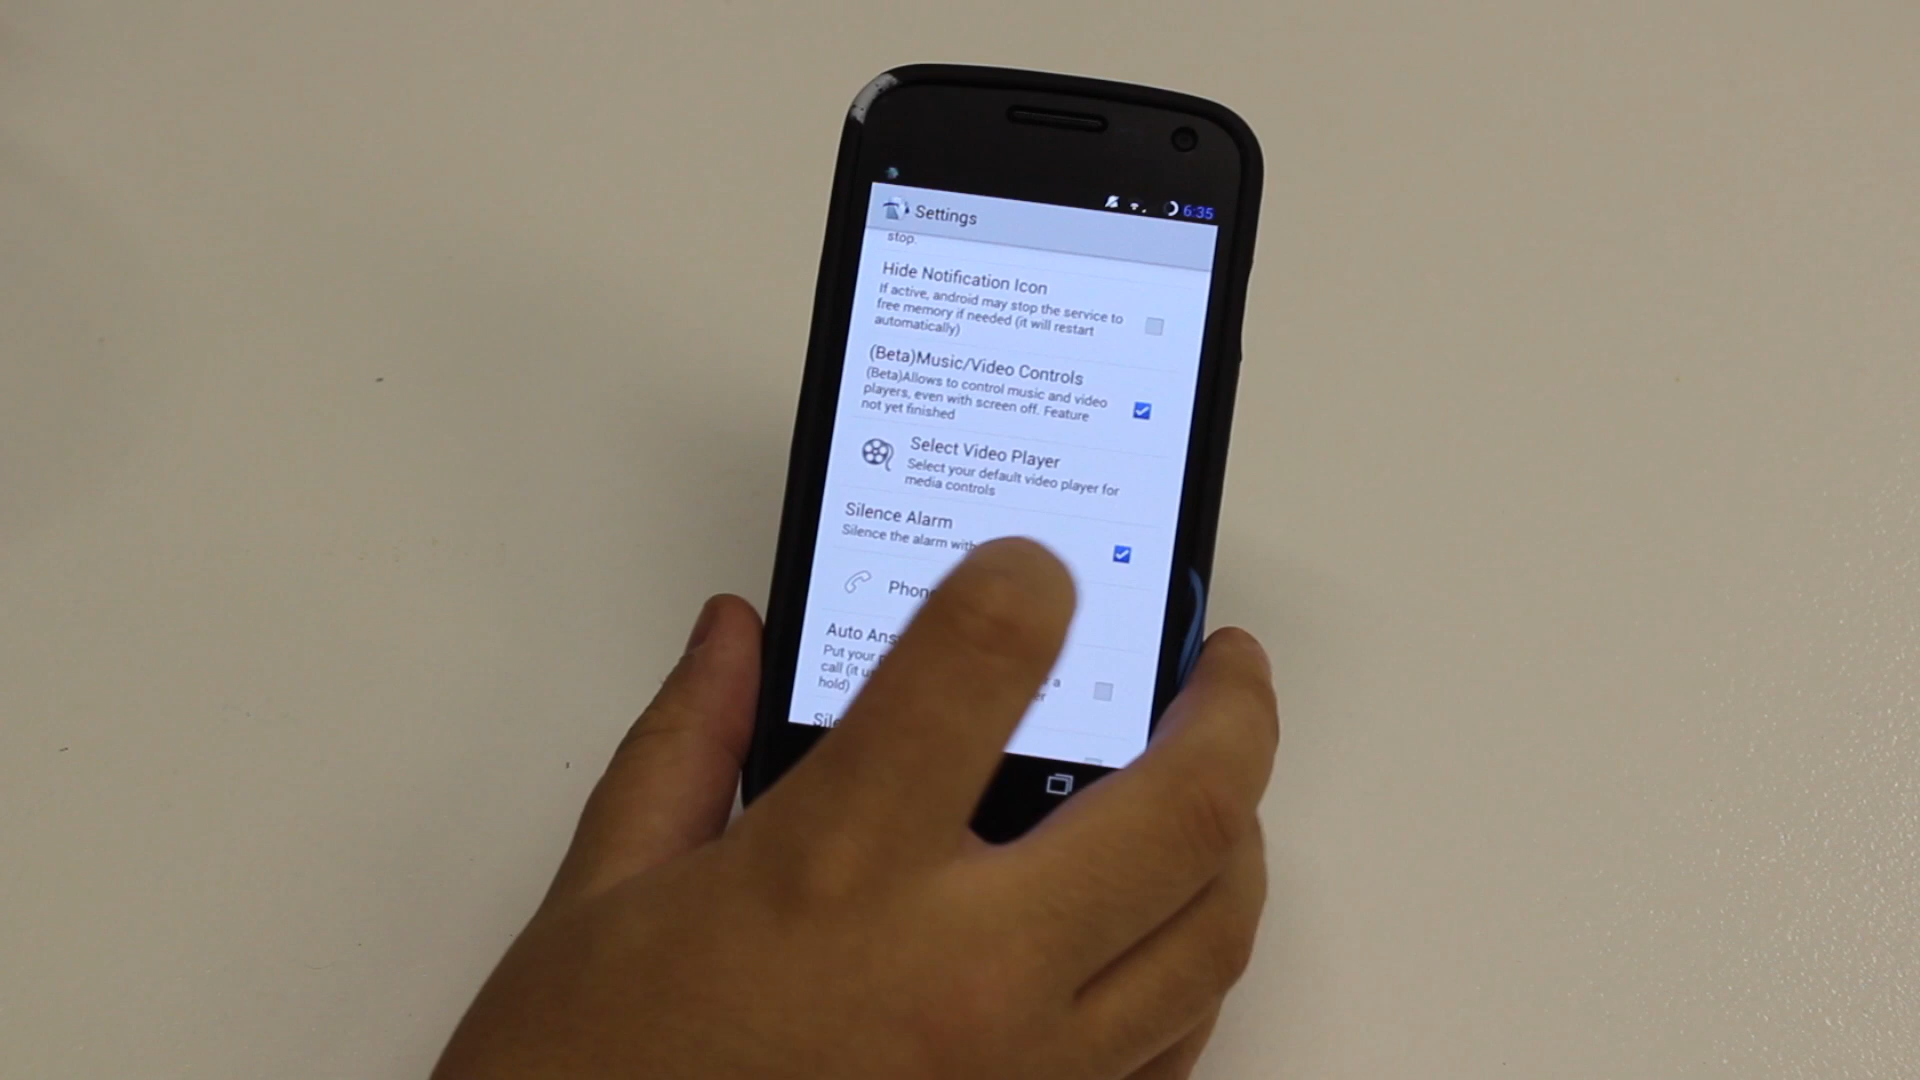 6:35
Settings
stop.
Hide Notification Icon
If active, android may stop the service to
free memory if needed (it will restart
automatically)
(Beta)Music/Video Controls
(Beta)Allows to control music and video
players, even with screen off. Feature
not yet finished
Select Video Player
Select your default video player for
media controls
Silence Alarm
Silence the alarm with
Phone
Auto
Put your
a
call (it
hold)